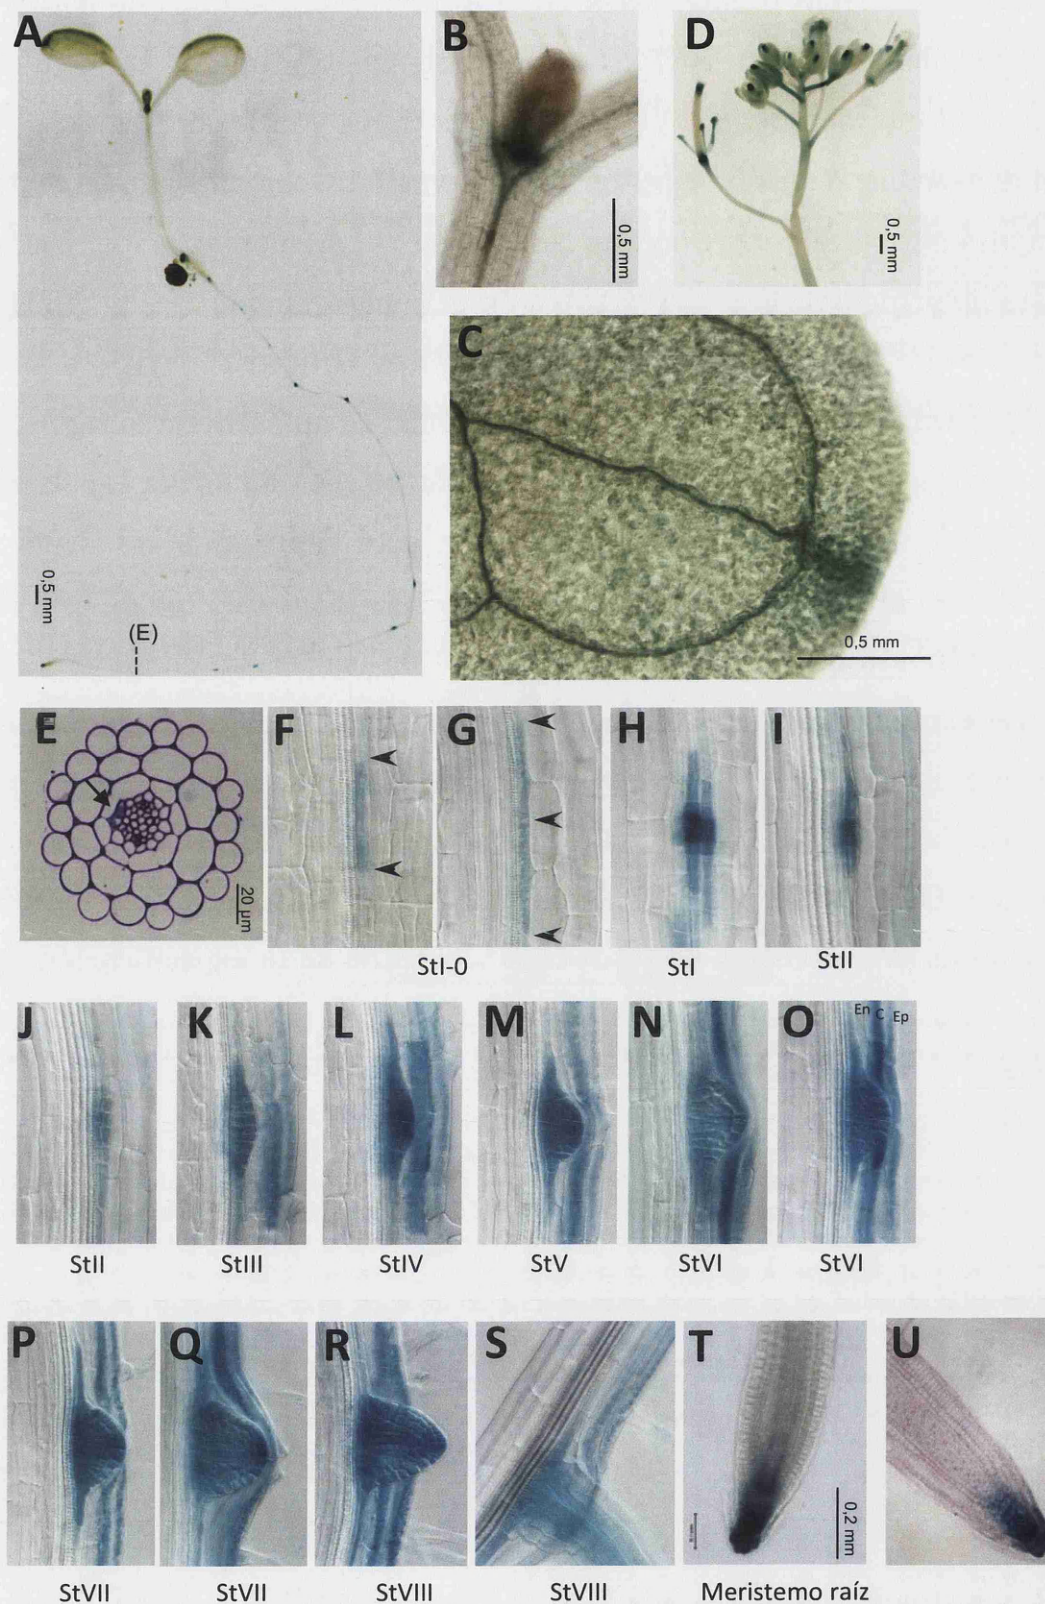 A
B
D
0,5 mm
0,5 mm
C
0,5 mm
(E)
0,5 mm
E
F
G
H
I
20 µm
StI-0
StI
StII
J
K
L
M
N
O
En C Ep
StII
StIII
StIV
StV
StVI
StVI
P
Q
R
S
T
U
0,2 mm
StVII
StVII
StVIII
StVIII
Meristemo raíz